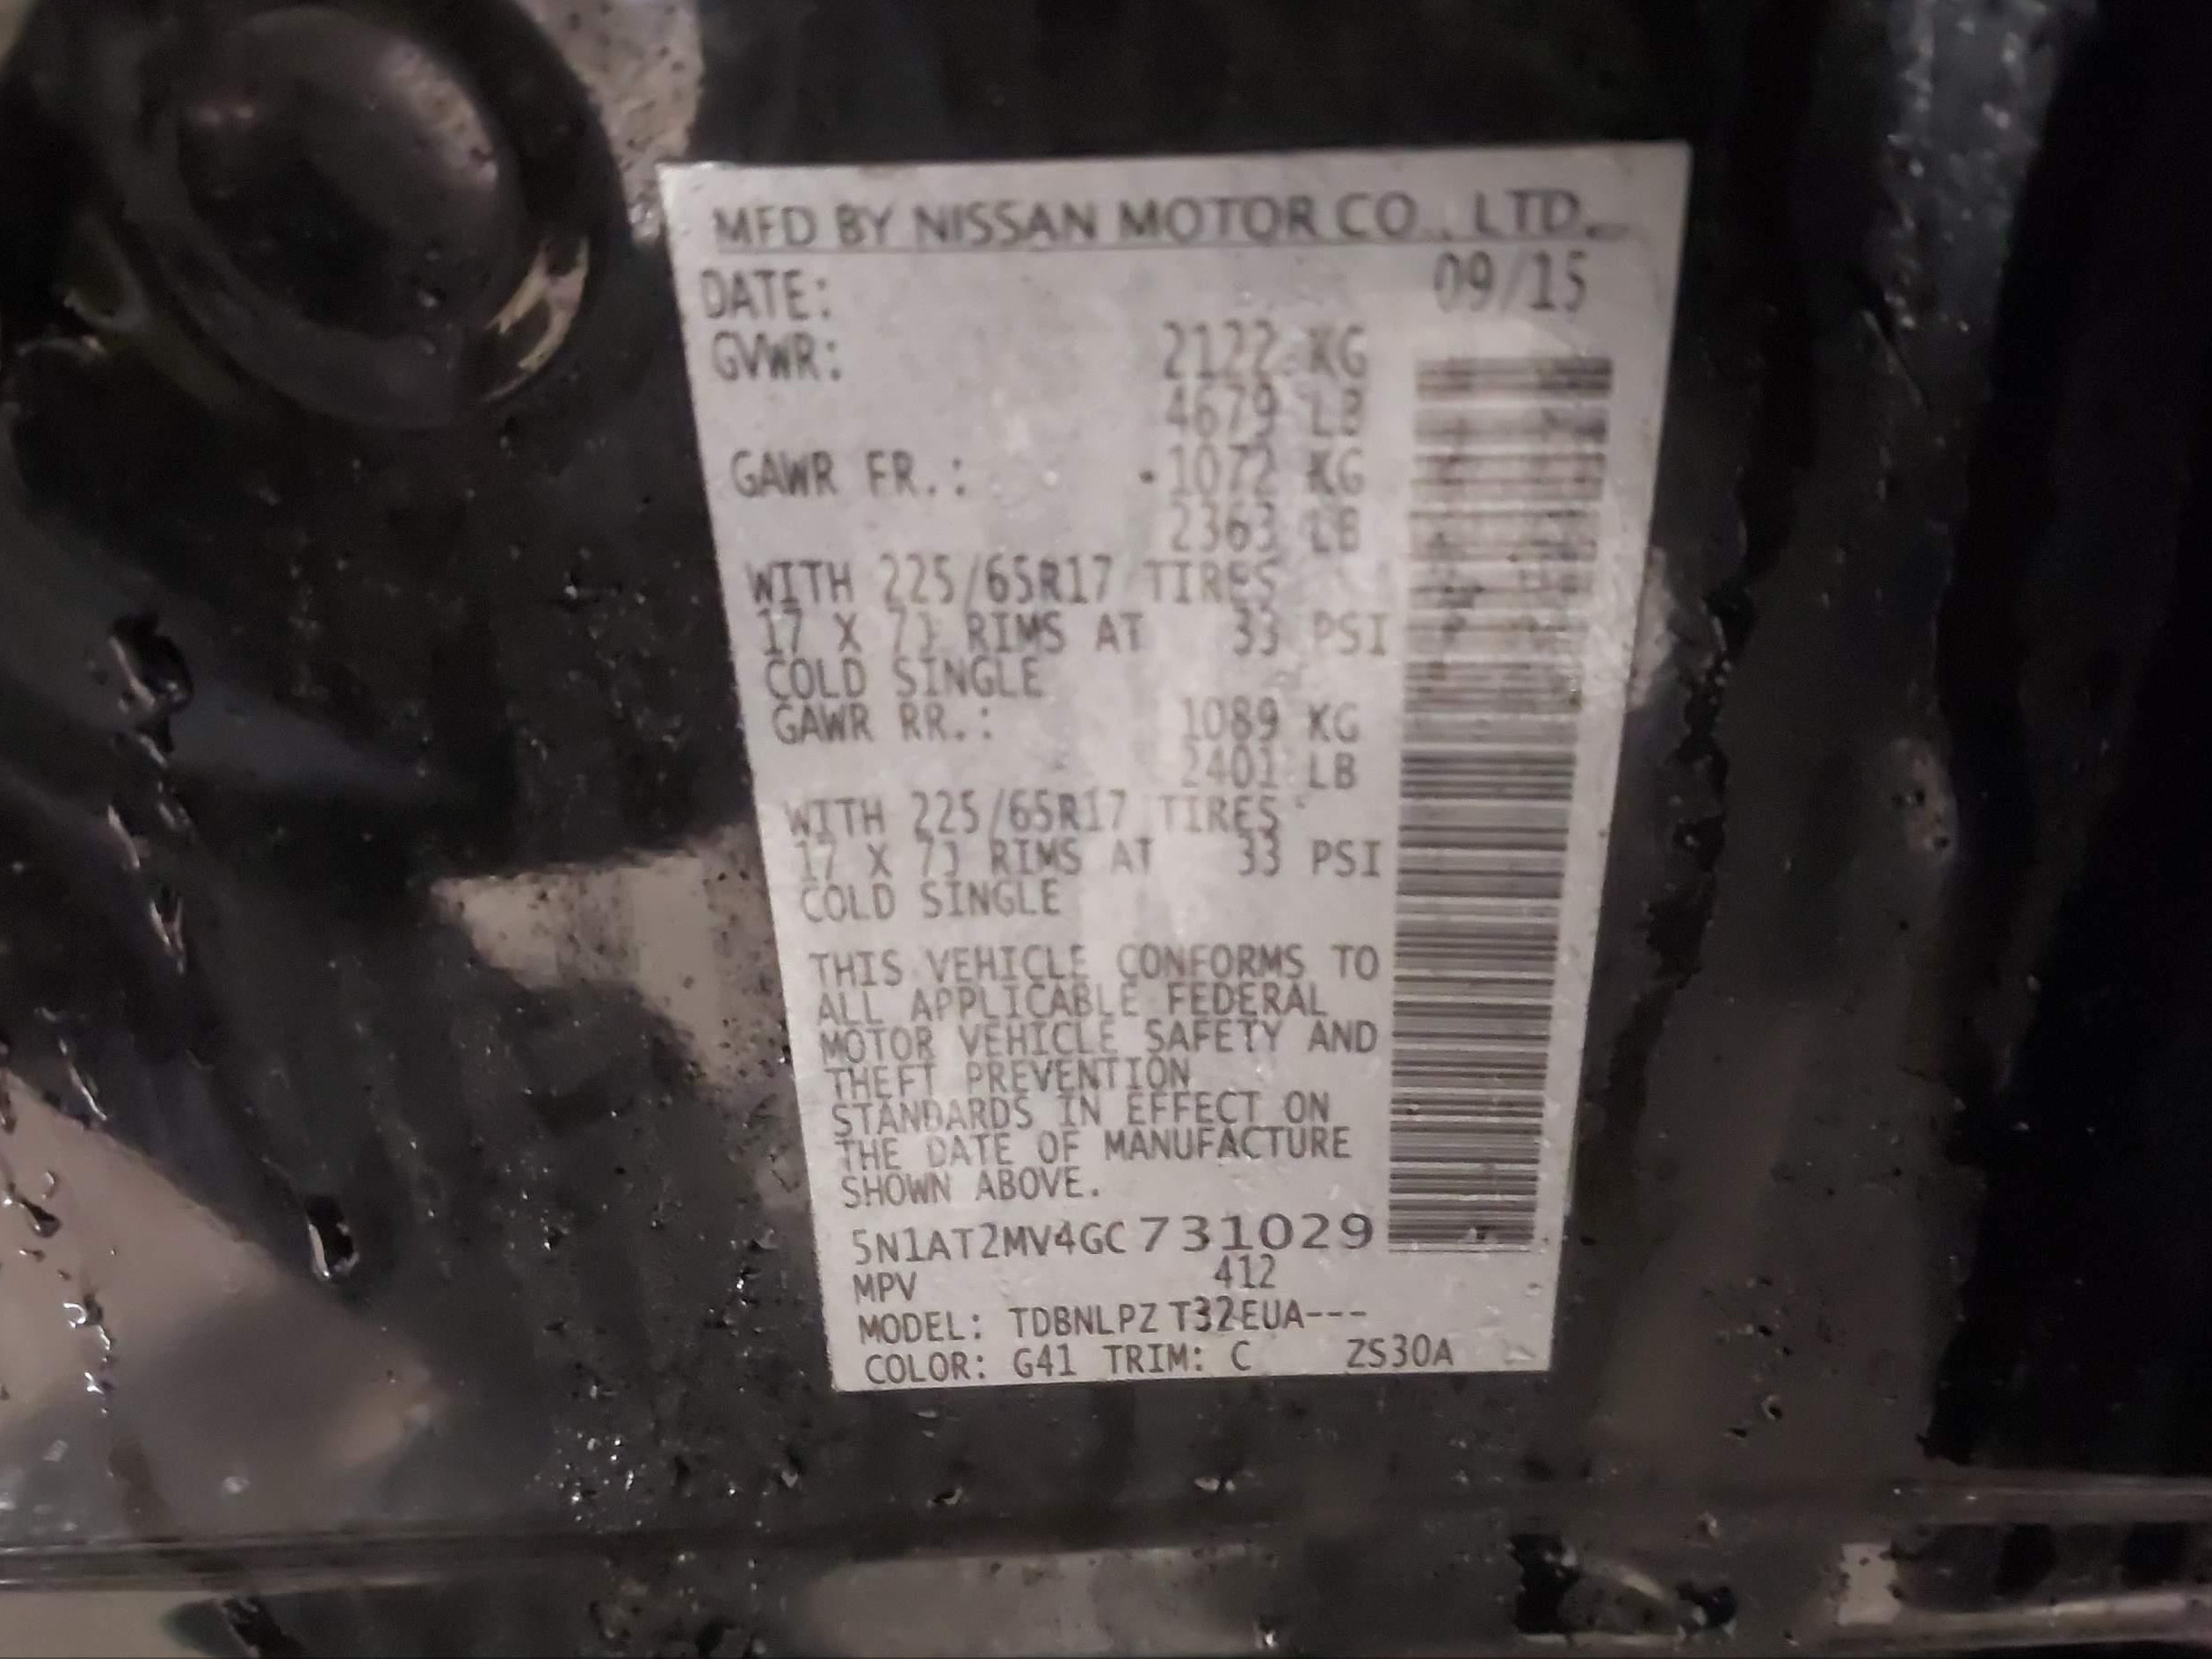 MFD BY NISSAN MOTOR CO., LTD.
DATE: 09/15
GVWR: 2122 KG
4679 LB
GAWR FR.: 1072 KG
2363 LB
WITH 225/65R17 TIRES
17 X 7J RIMS AT 33 PSI
COLD SINGLE
GAWR RR.: 1089 KG
2401 LB
WITH 225/65R17 TIRES
17 X 7J RIMS AT 33 PSI
COLD SINGLE
THIS VEHICLE CONFORMS TO
ALL APPLICABLE FEDERAL
MOTOR VEHICLE SAFETY AND
THEFT PREVENTION
STANDARDS IN EFFECT ON
THE DATE OF MANUFACTURE
SHOWN ABOVE.
5N1AT2MV4GC731029
MPV 412
MODEL: TDBNLPZ T32EUA---
COLOR: G41 TRIM: C ZS30A